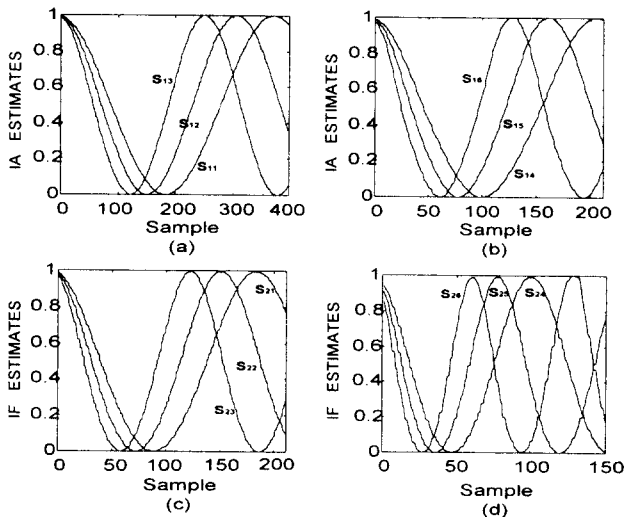 1
0.8
0.6
0.4
0.2
0
IA ESTIMATES
S13
S12
S11
0 100 200 300 400
Sample
(a)
1
0.8
0.6
0.4
0.2
0
IA ESTIMATES
S16
S15
S14
0 50 100 150 200
Sample
(b)
1
0.8
0.6
0.4
0.2
0
IF ESTIMATES
S21
S22
S23
0 50 100 150 200
Sample
(c)
1
0.8
0.6
0.4
0.2
0
IF ESTIMATES
S26 S25 S24
0 50 100 150
Sample
(d)